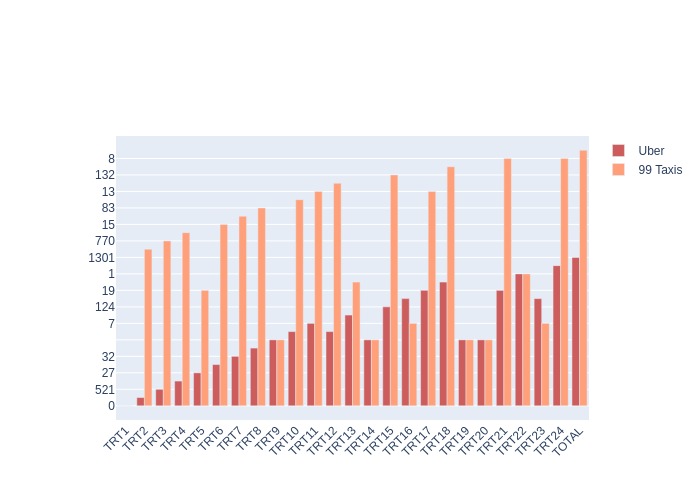 Uber
99 Taxis
8
132
13
83
15
770
1301
1
19
124
7
32
27
521
0
TRT1
TRT2
TRT3
TRT4
TRT5
TRT6
TRT7
TRT8
TRT9
TRT10
TRT11
TRT12
TRT13
TRT14
TRT15
TRT16
TRT17
TRT18
TRT19
TRT20
TRT21
TRT22
TRT23
TRT24
TOTAL